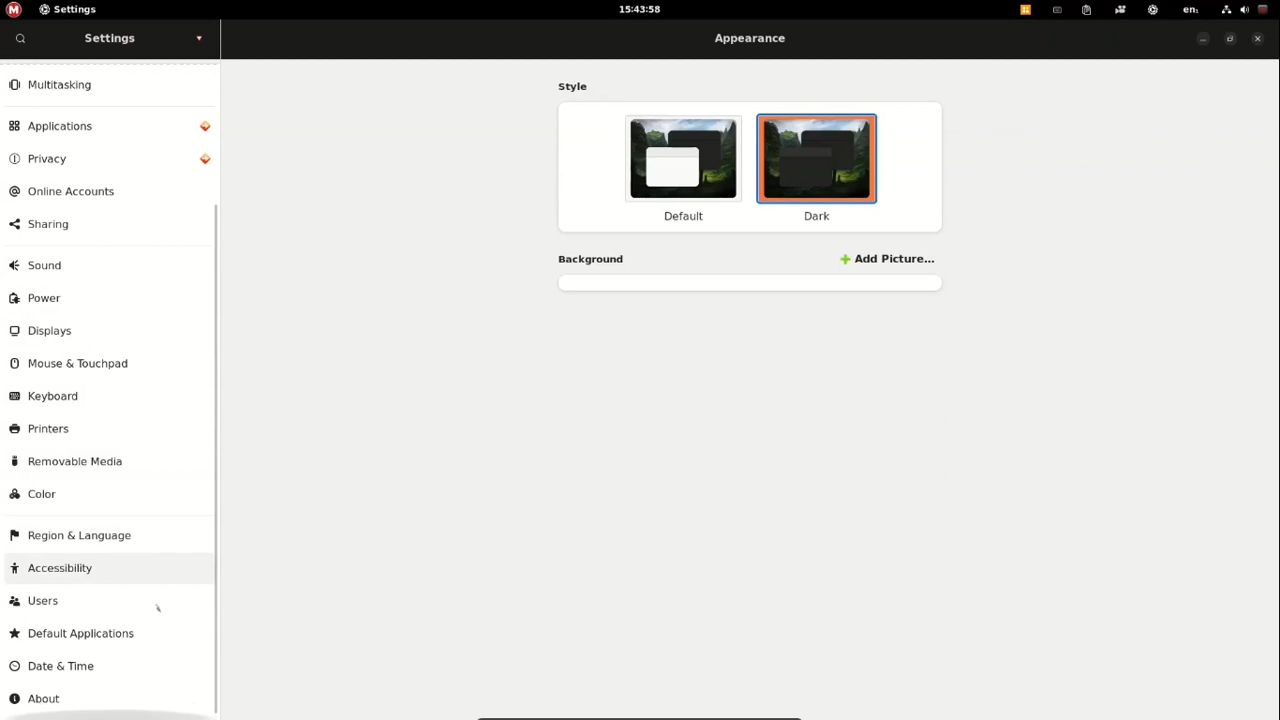 Settings
15:43:58
en₁
Settings
Appearance
Multitasking
Applications
Privacy
Online Accounts
Sharing
Sound
Power
Displays
Mouse & Touchpad
Keyboard
Printers
Removable Media
Color
Region & Language
Accessibility
Users
Default Applications
Date & Time
About
Style
Default
Dark
Background
Add Picture...